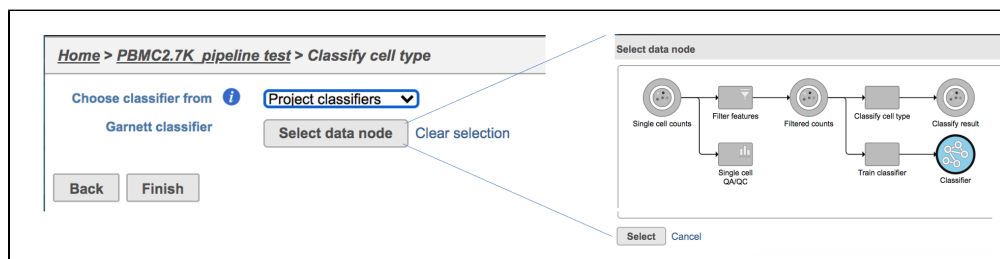 Home > PBMC2.7K_pipeline test > Classify cell type
Choose classifier from i Project classifiers
Garnett classifier Select data node Clear selection
Back Finish
Select data node
Single cell counts Filter features Filtered counts Classify cell type Classify result
Single cell
QA/QC
Train classifier Classifier
Select Cancel